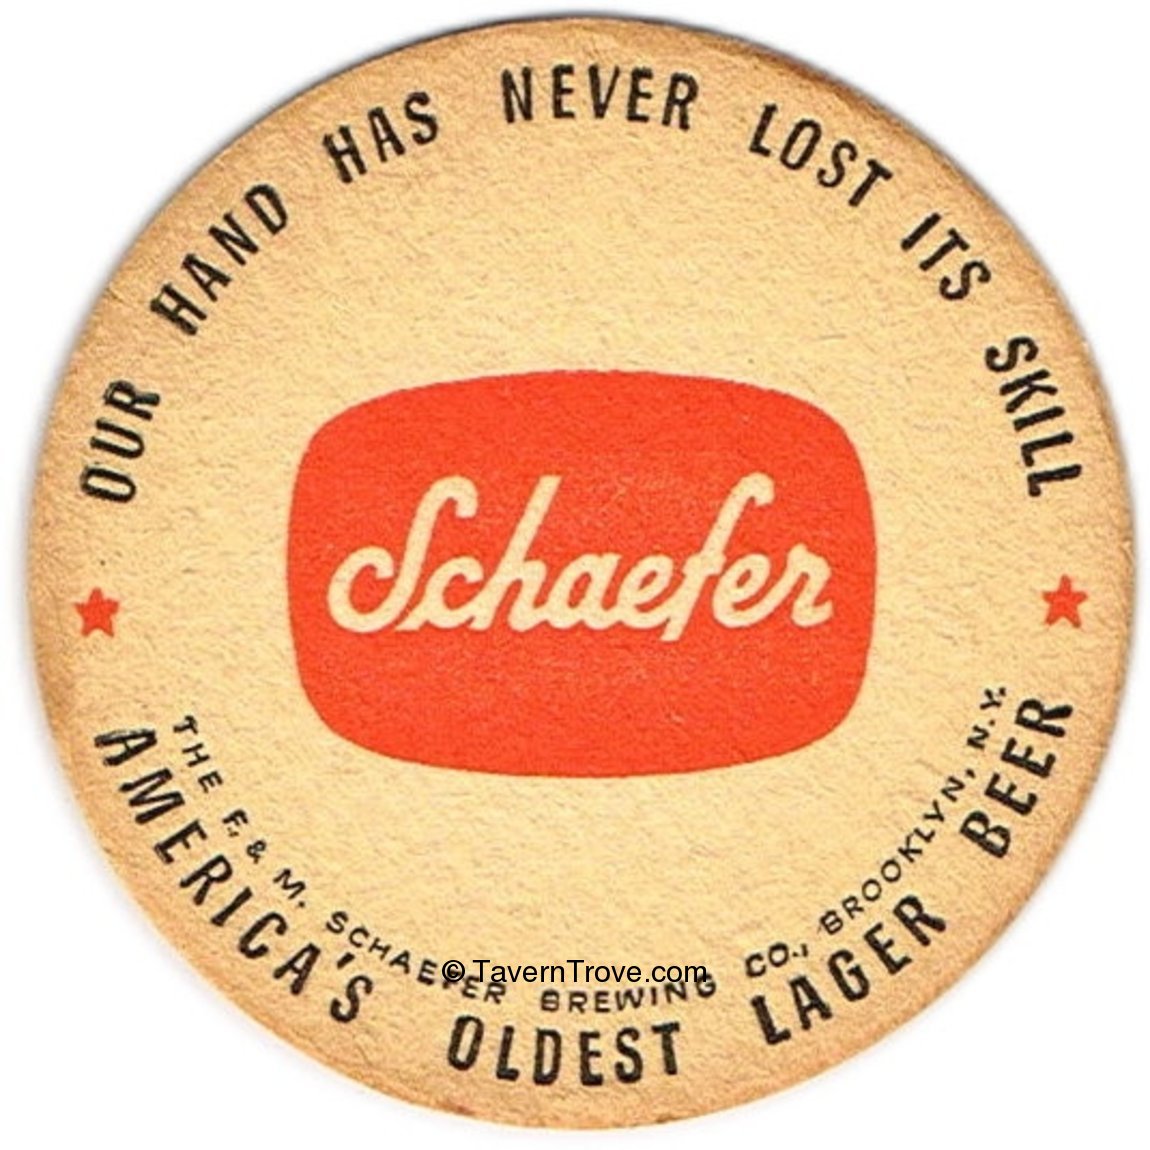 OUR HAND HAS NEVER LOST ITS SKILL
Schaefer
THE F. & M. SCHAEFER BREWING CO., BROOKLYN, N.Y.
AMERICA'S OLDEST LAGER BEER
© TavernTrove.com